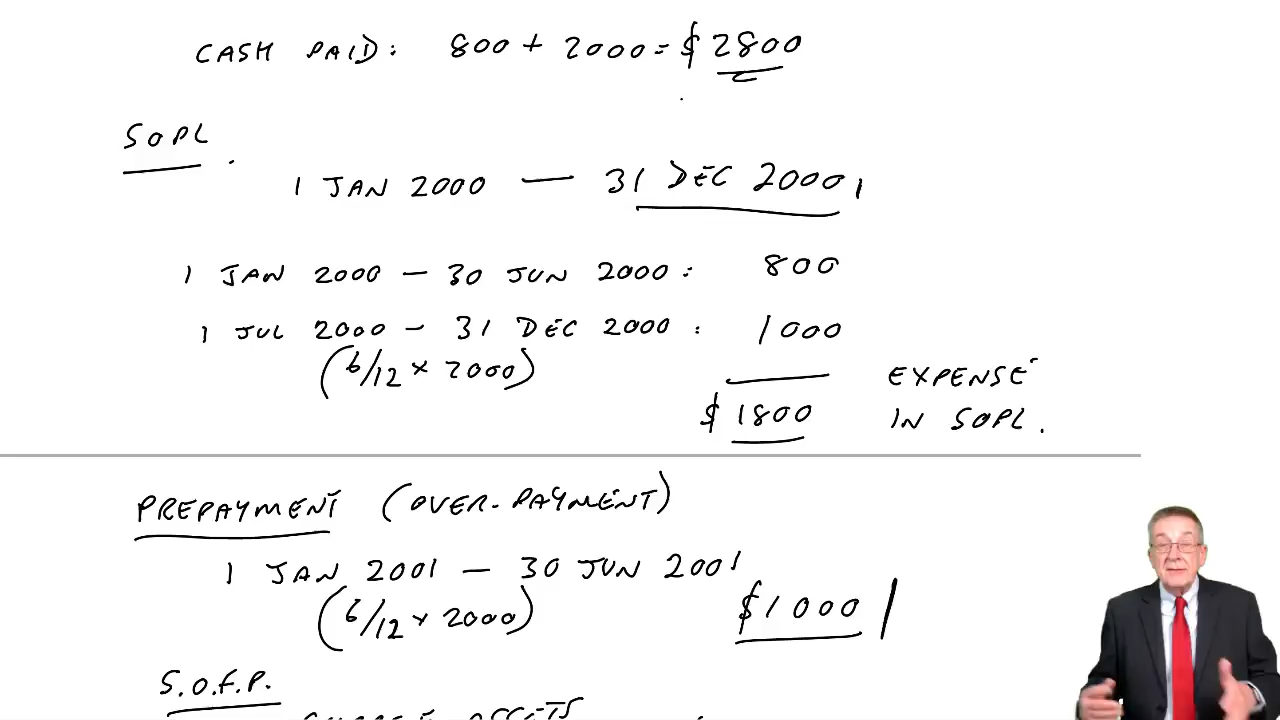 CASH PAID: 800 + 2000 = $2800
SOPL.
1 JAN 2000 — 31 DEC 2000,
1 JAN 2000 — 30 JUN 2000: 800
1 JUL 2000 — 31 DEC 2000: 1000
(6/12 × 2000)
EXPENSE
$1800 IN SOPL.
PREPAYMENT (OVER-PAYMENT)
1 JAN 2001 — 30 JUN 2001
(6/12 × 2000) $1000
S.O.F.P.